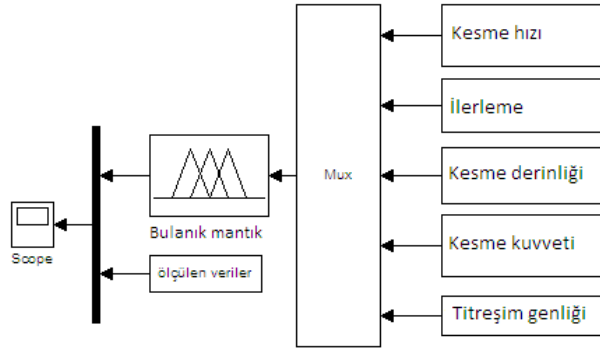 Kesme hızı
İlerleme
Mux
Kesme derinliği
Bulanık mantık
Kesme kuvveti
Scope
ölçülen veriler
Titreşim genliği